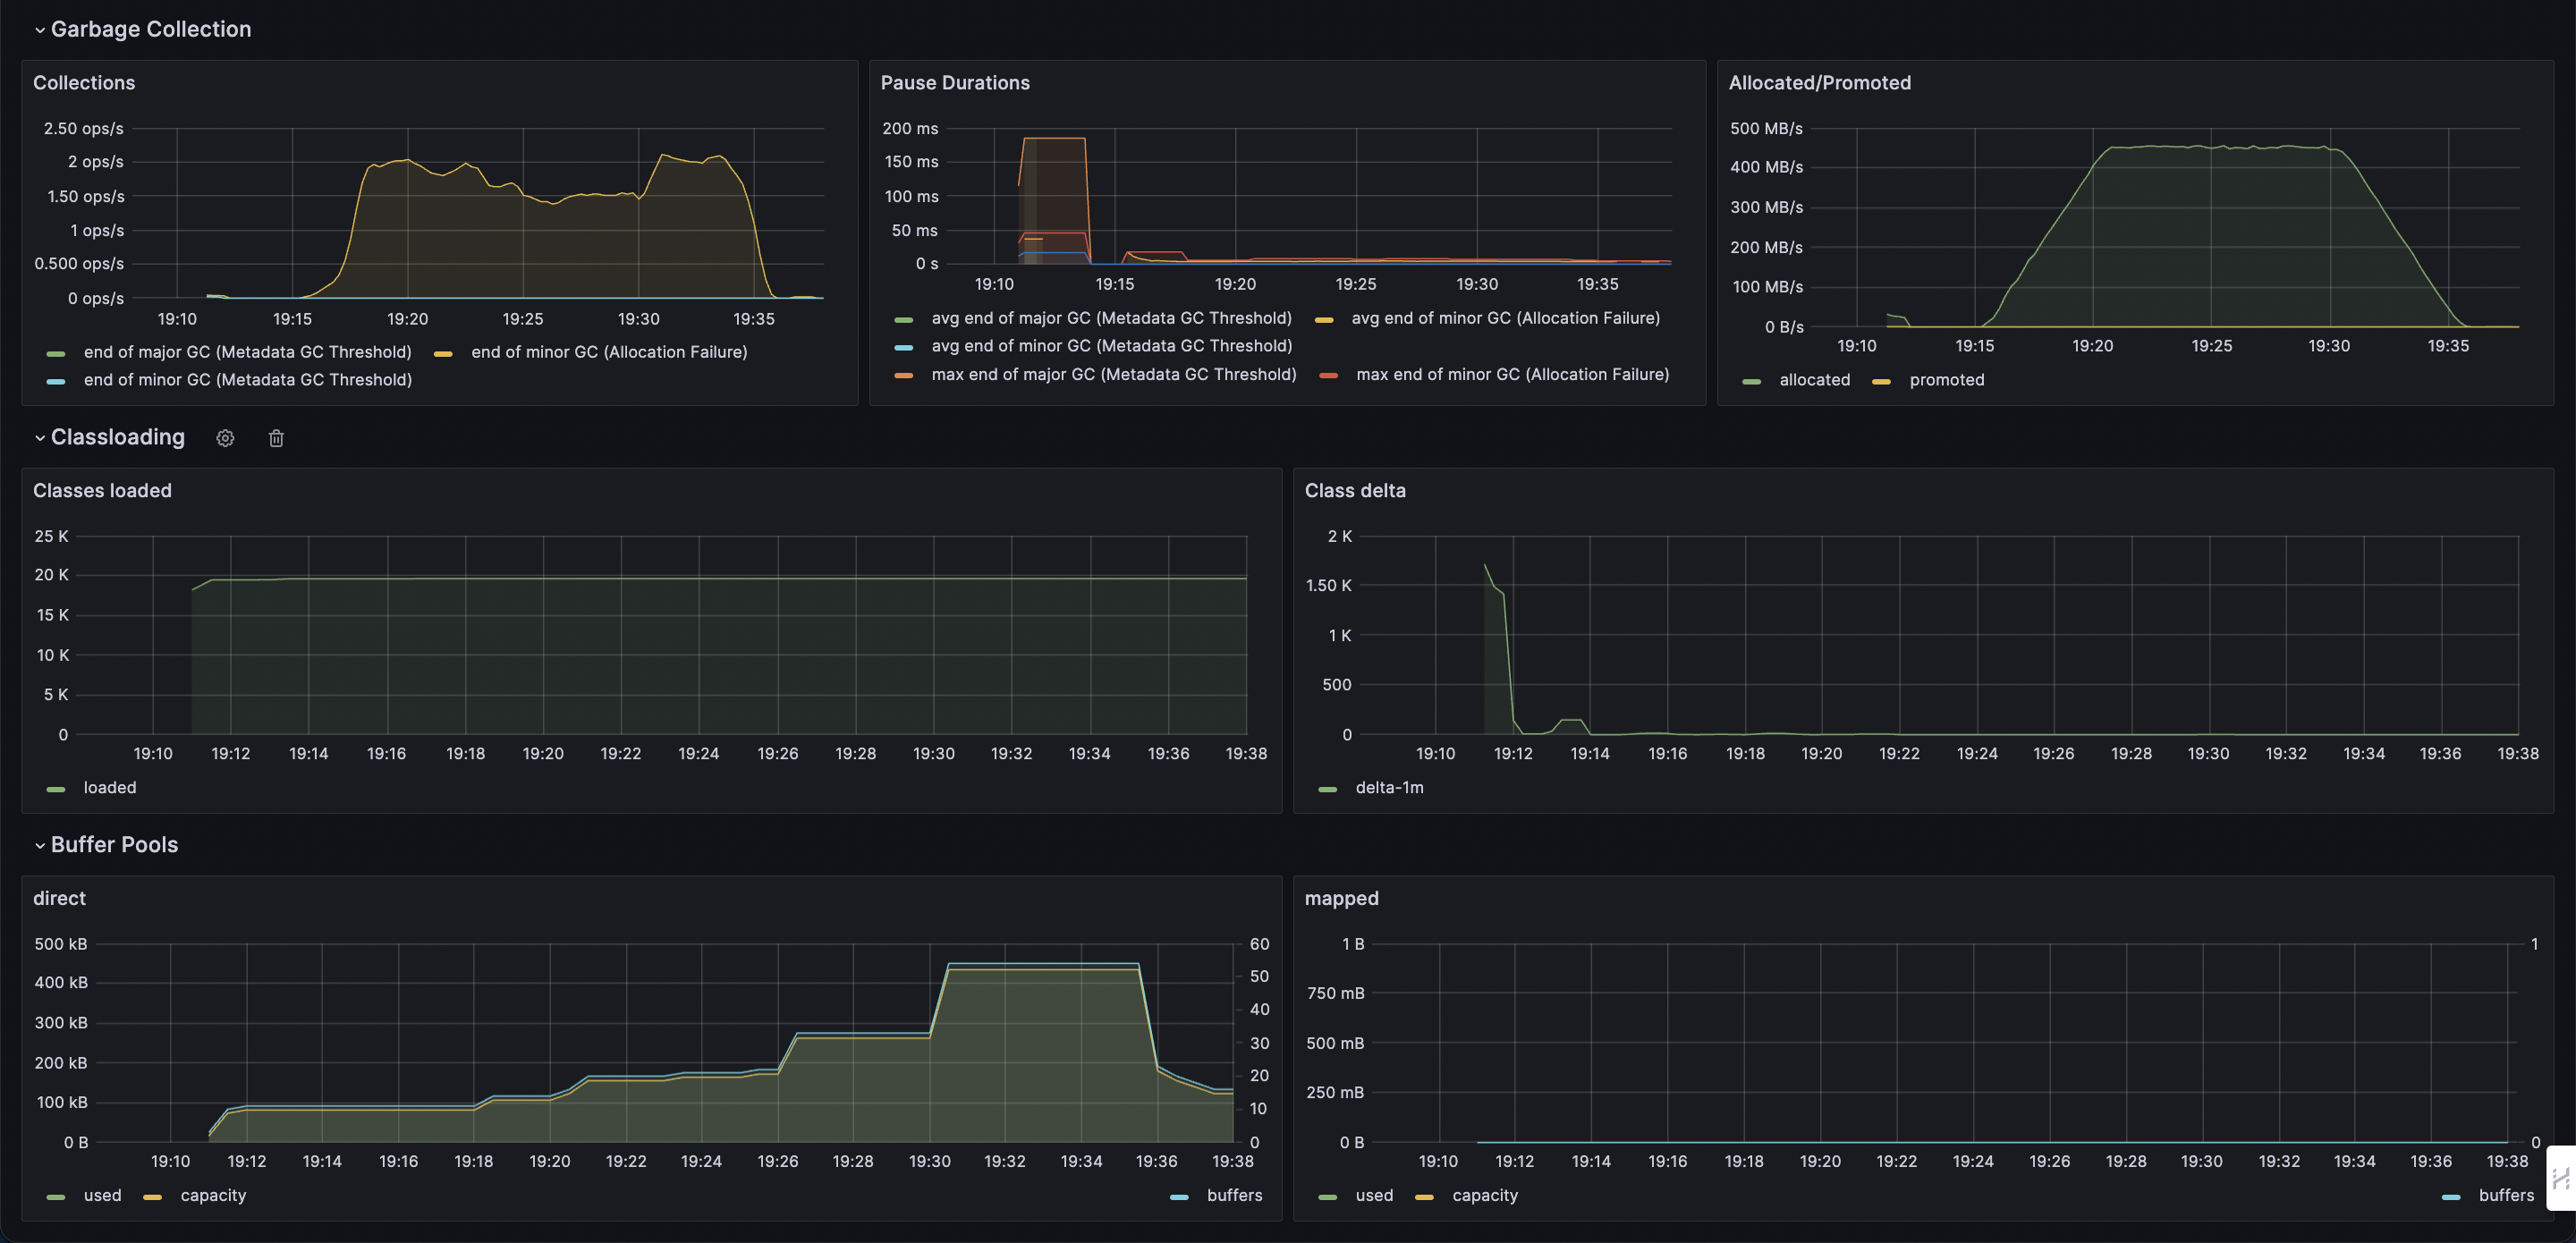 Garbage Collection
Collections
2.50 ops/s
2 ops/s
1.50 ops/s
1 ops/s
0.500 ops/s
0 ops/s
19:10 19:15 19:20 19:25 19:30 19:35
end of major GC (Metadata GC Threshold) end of minor GC (Allocation Failure)
end of minor GC (Metadata GC Threshold)
Pause Durations
200 ms
150 ms
100 ms
50 ms
0 s
19:10 19:15 19:20 19:25 19:30 19:35
avg end of major GC (Metadata GC Threshold) avg end of minor GC (Allocation Failure)
avg end of minor GC (Metadata GC Threshold)
max end of major GC (Metadata GC Threshold) max end of minor GC (Allocation Failure)
Allocated/Promoted
500 MB/s
400 MB/s
300 MB/s
200 MB/s
100 MB/s
0 B/s
19:10 19:15 19:20 19:25 19:30 19:35
allocated promoted
Classloading
Classes loaded
25 K
20 K
15 K
10 K
5 K
0
19:10 19:12 19:14 19:16 19:18 19:20 19:22 19:24 19:26 19:28 19:30 19:32 19:34 19:36 19:38
loaded
Class delta
2 K
1.50 K
1 K
500
0
19:10 19:12 19:14 19:16 19:18 19:20 19:22 19:24 19:26 19:28 19:30 19:32 19:34 19:36 19:38
delta-1m
Buffer Pools
direct
500 kB 60
400 kB 50
40
300 kB 30
200 kB 20
100 kB 10
0 B 0
19:10 19:12 19:14 19:16 19:18 19:20 19:22 19:24 19:26 19:28 19:30 19:32 19:34 19:36 19:38
used capacity buffers
mapped
1 B 1
750 mB
500 mB
250 mB
0 B 0
19:10 19:12 19:14 19:16 19:18 19:20 19:22 19:24 19:26 19:28 19:30 19:32 19:34 19:36 19:38
used capacity buffers